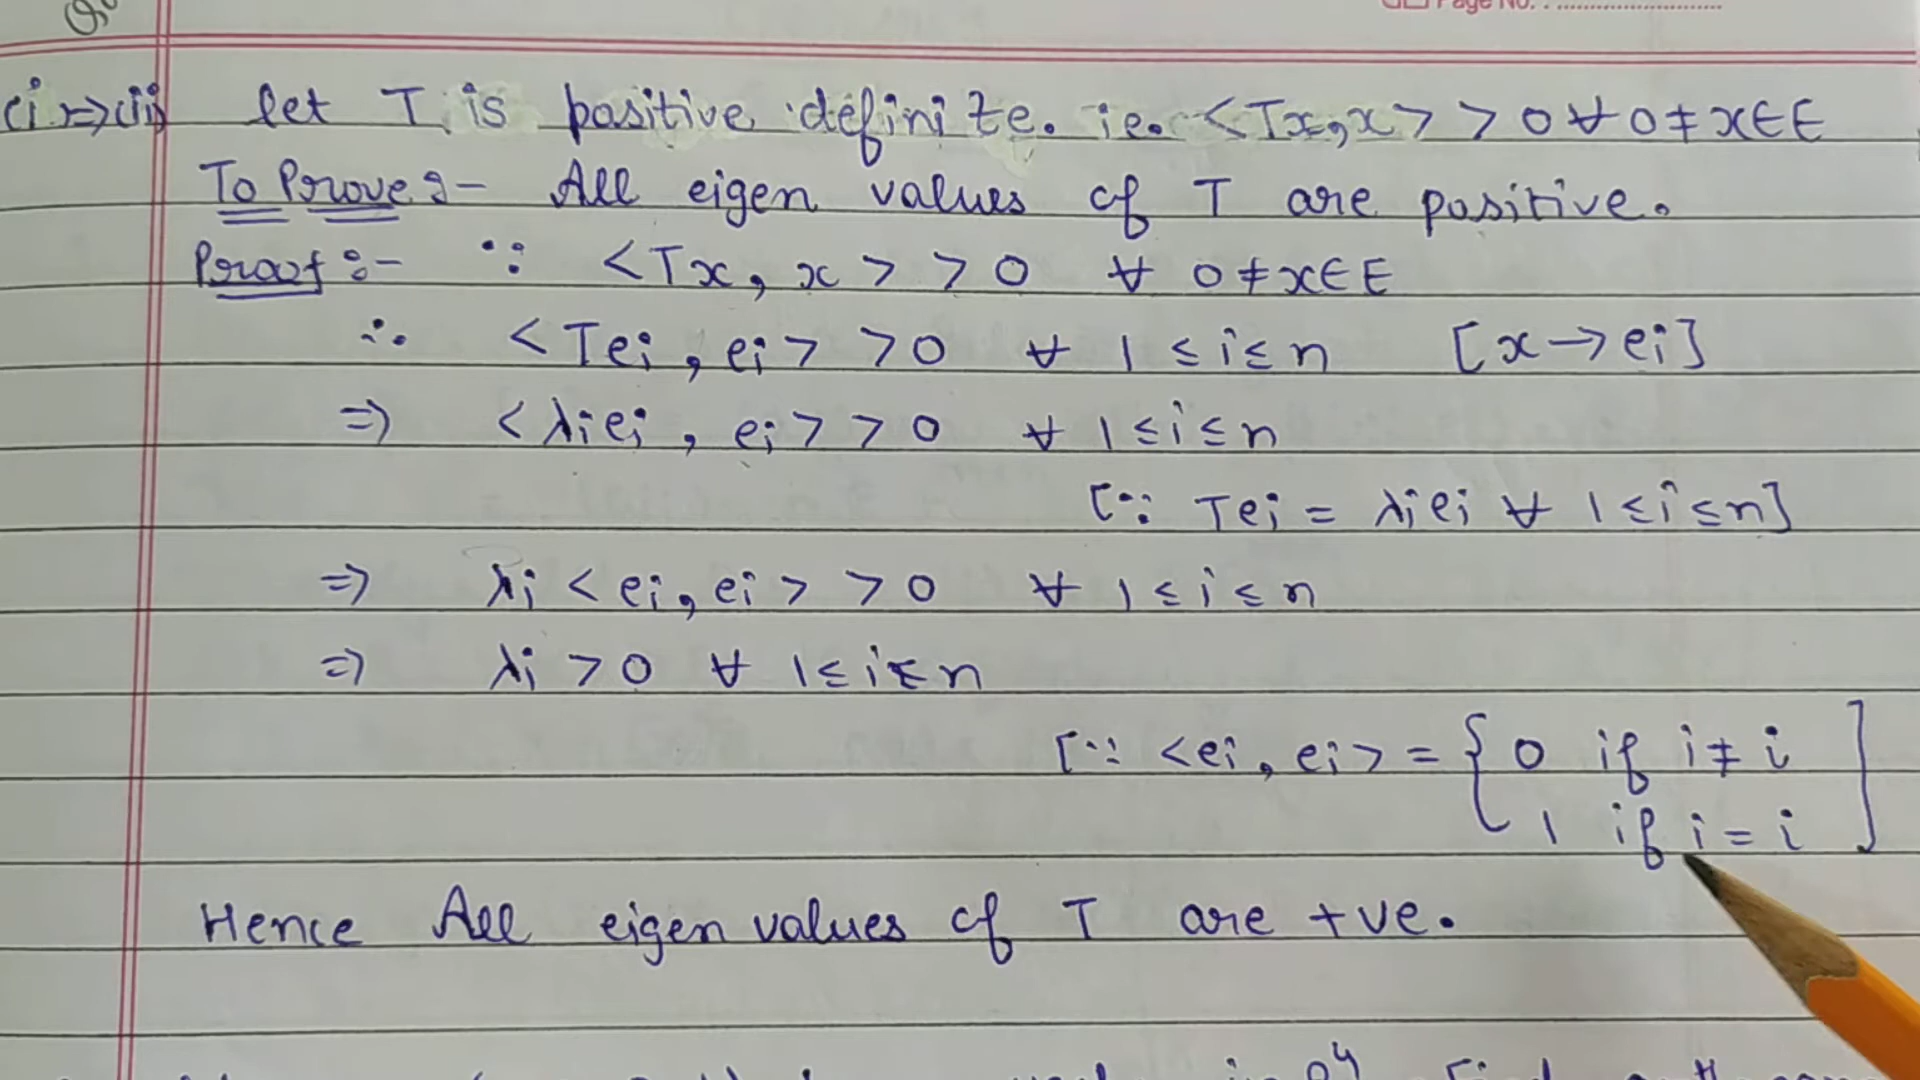 Page No. :
(i)⇒(ii) let T is positive definite. i.e. <Tx,x> >0 ∀ 0≠x∈E
To Prove:- All eigen values of T are positive.
Proof:- ∵ <Tx, x> >0 ∀ 0≠x∈E
∴ <Tei, ei> >0 ∀ 1≤i≤n [x→ei]
⇒ <λiei, ei> >0 ∀ 1≤i≤n
[∵ Tei = λiei ∀ 1≤i≤n]
⇒ λi<ei, ei> >0 ∀ 1≤i≤n
⇒ λi >0 ∀ 1≤i≤n
[∵ <ei, ei> = { 0 if i≠i
1 if i=i ]
Hence All eigen values of T are +ve.